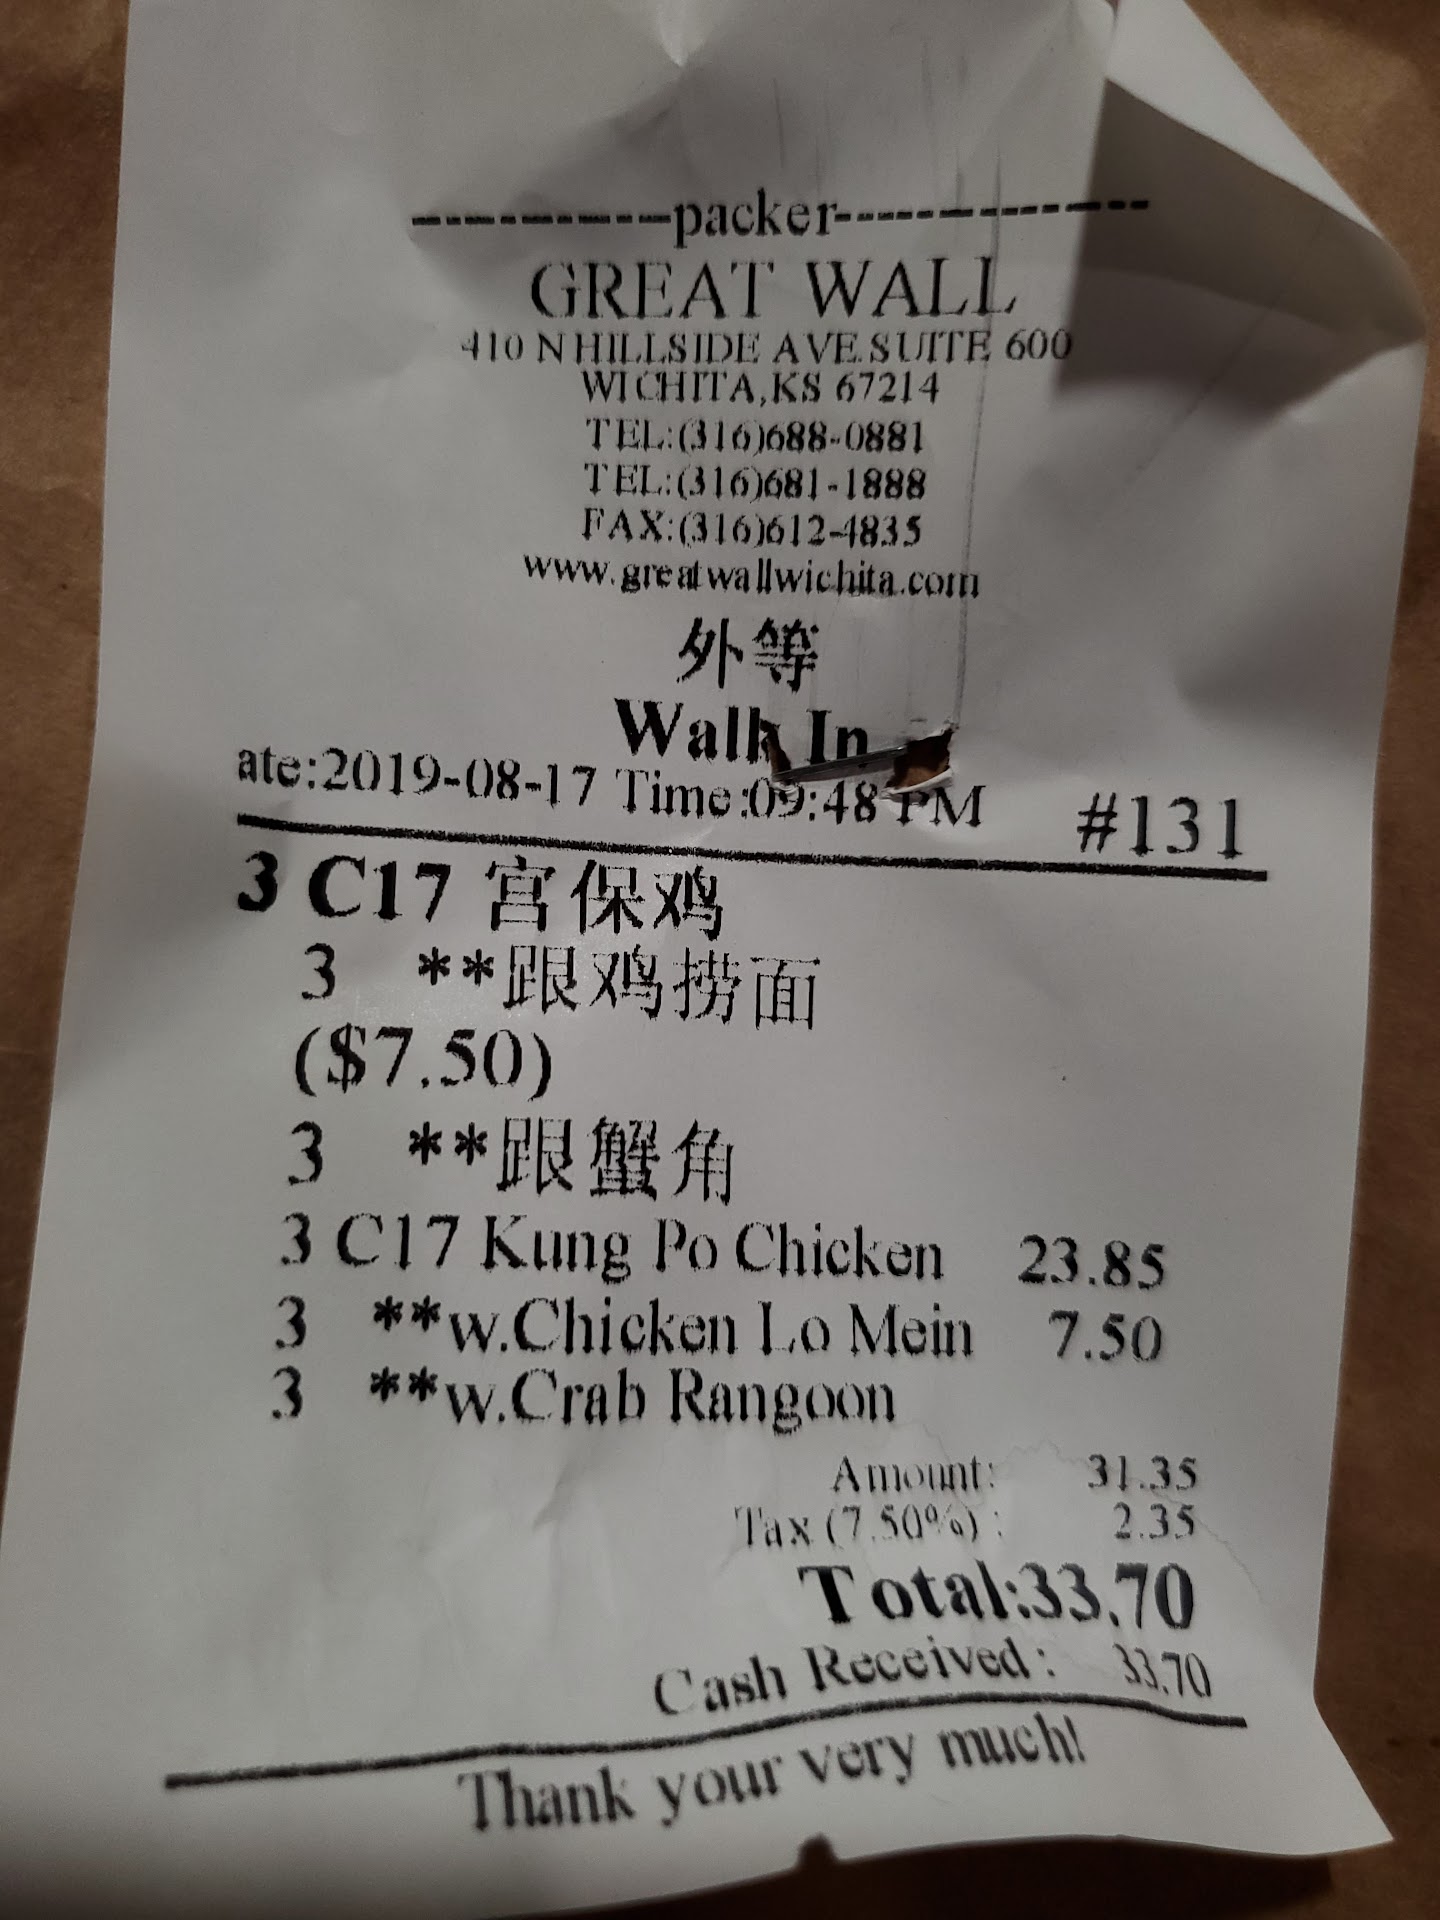 ------------packer--------------
GREAT WALL
410 N HILLSIDE AVE SUITE 600
WICHITA,KS 67214
TEL:(316)688-0881
TEL:(316)681-1888
FAX:(316)612-4835
www.greatwallwichita.com
外等
Walk In
ate:2019-08-17 Time:09:48 PM #131
3 C17 宫保鸡
3 **跟鸡捞面
($7.50)
3 **跟蟹角
3 C17 Kung Po Chicken 23.85
3 **w.Chicken Lo Mein 7.50
3 **w.Crab Rangoon
Amount: 31.35
Tax (7.50%) : 2.35
Total:33.70
Cash Received : 33.70
Thank your very much!